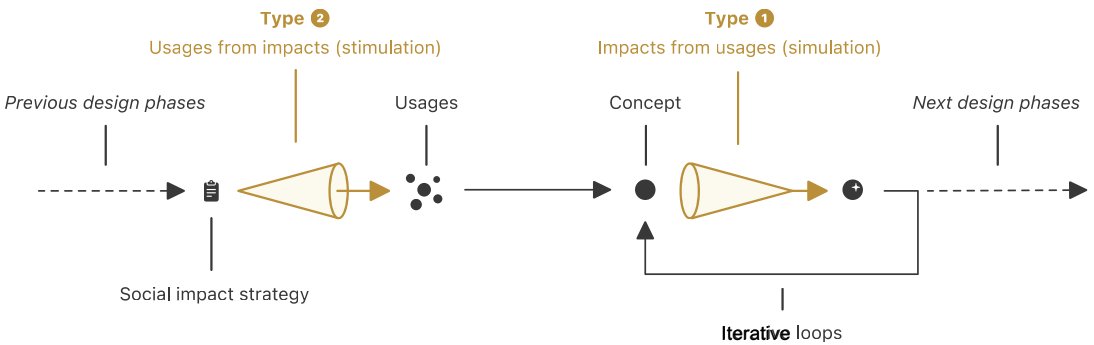 Type 2
Usages from impacts (stimulation)
Type 1
Impacts from usages (simulation)
Previous design phases
Usages
Concept
Next design phases
Social impact strategy
Iterative loops